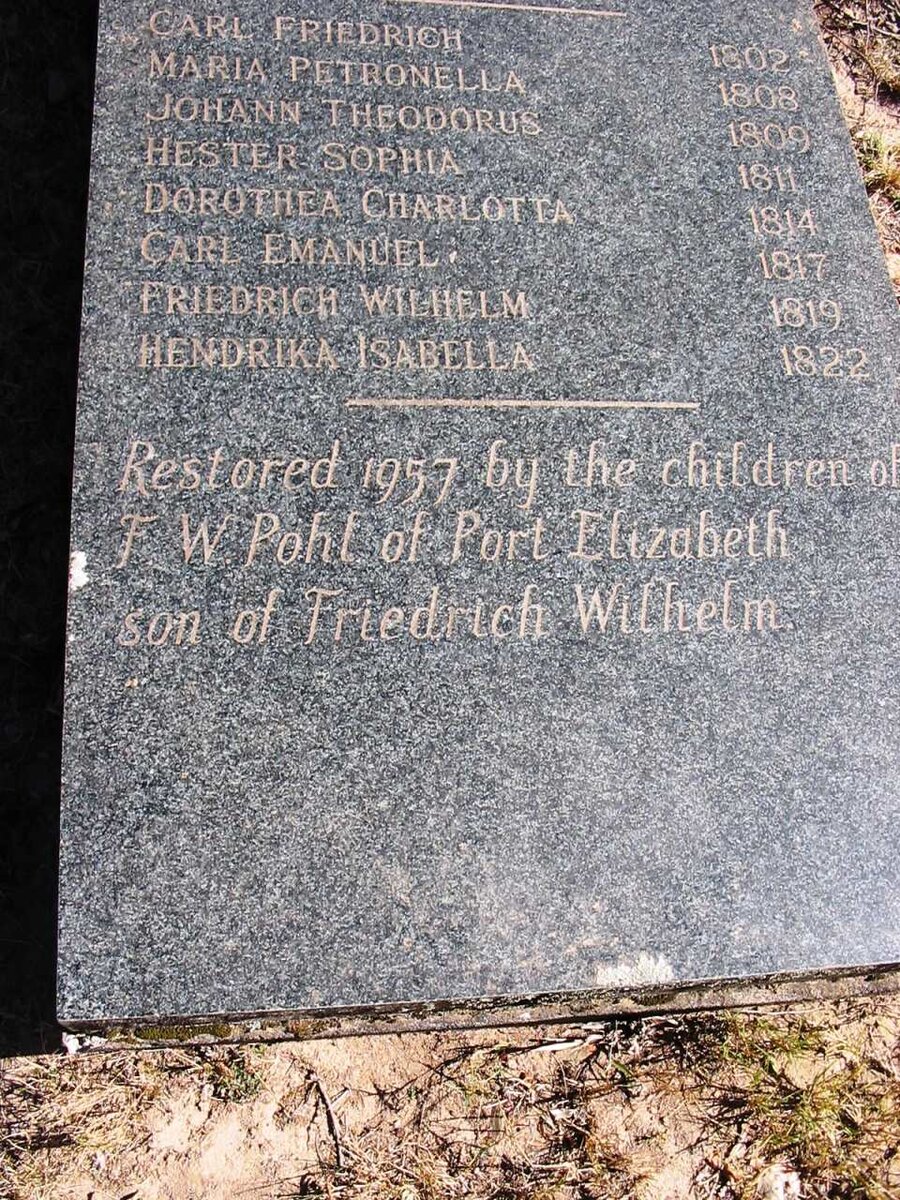 CARL FRIEDRICH 1802
MARIA PETRONELLA 1808
JOHANN THEODORUS 1809
HESTER SOPHIA 1811
DOROTHEA CHARLOTTA 1814
CARL EMANUEL 1817
FRIEDRICH WILHELM 1819
HENDRIKA ISABELLA 1822
Restored 1957 by the children of
F W Pohl of Port Elizabeth
son of Friedrich Wilhelm